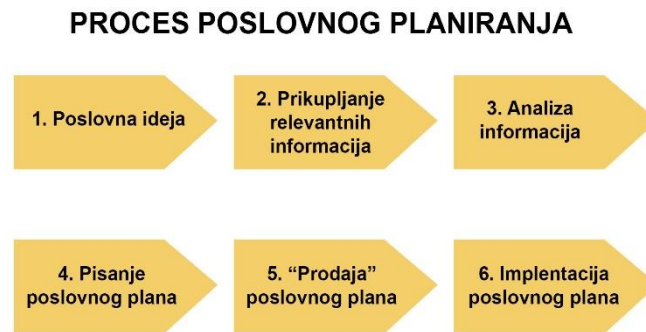 PROCES POSLOVNOG PLANIRANJA
1. Poslovna ideja
2. Prikupljanje
relevantnih
informacija
3. Analiza
informacija
4. Pisanje
poslovnog plana
5. “Prodaja”
poslovnog plana
6. Implentacija
poslovnog plana